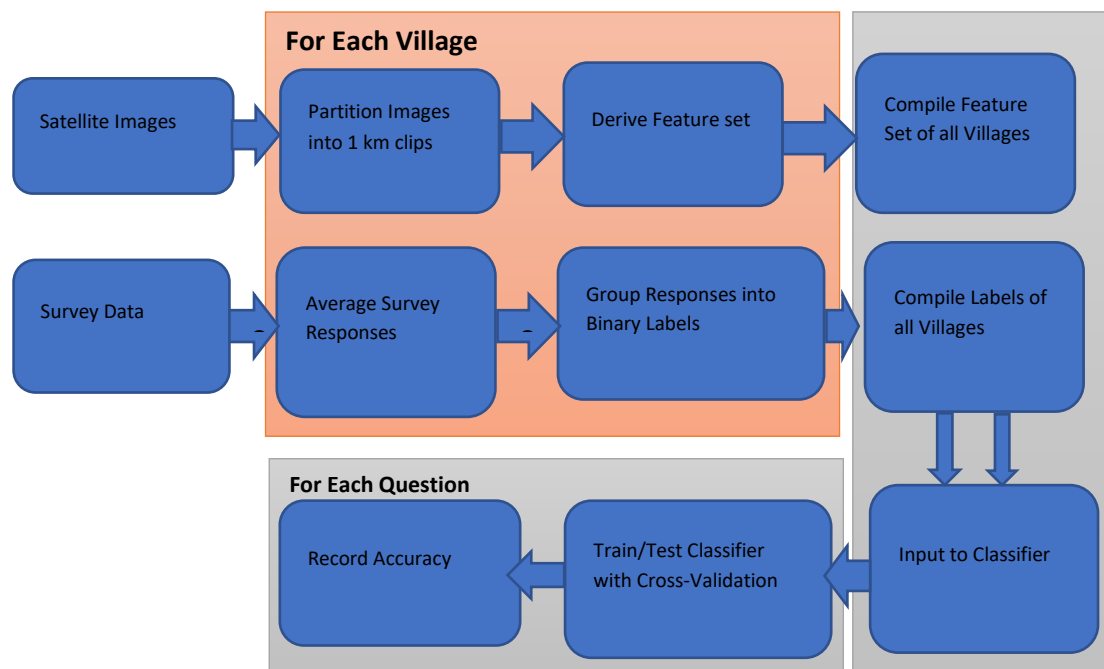 For Each Village
Satellite Images
Partition Images
into 1 km clips
Derive Feature set
Compile Feature
Set of all Villages
Survey Data
Average Survey
Responses
Group Responses into
Binary Labels
Compile Labels of
all Villages
For Each Question
Record Accuracy
Train/Test Classifier
with Cross-Validation
Input to Classifier